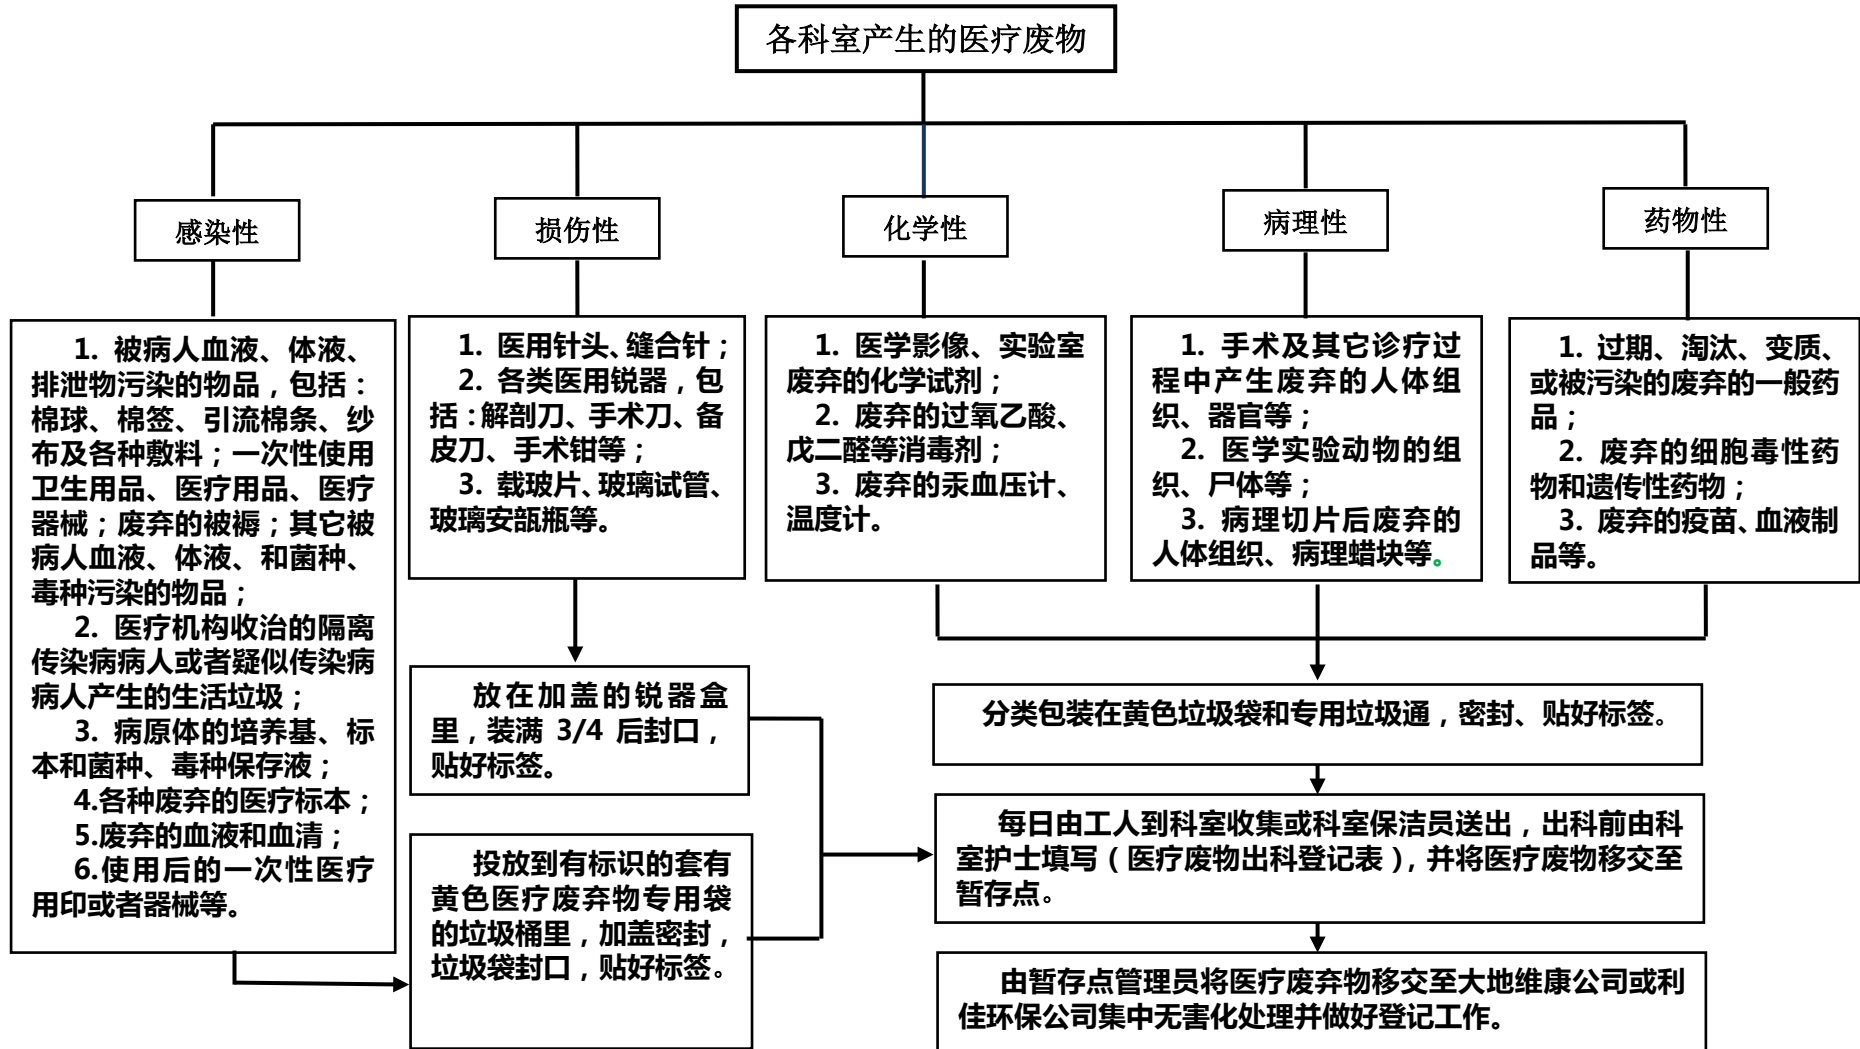 各科室产生的医疗废物
感染性
损伤性
化学性
病理性
药物性
1. 被病人血液、体液、
排泄物污染的物品，包括：
棉球、棉签、引流棉条、纱
布及各种敷料；一次性使用
卫生用品、医疗用品、医疗
器械；废弃的被褥；其它被
病人血液、体液、和菌种、
毒种污染的物品；
2. 医疗机构收治的隔离
传染病病人或者疑似传染病
病人产生的生活垃圾；
3. 病原体的培养基、标
本和菌种、毒种保存液；
4.各种废弃的医疗标本；
5.废弃的血液和血清；
6.使用后的一次性医疗
用印或者器械等。
1. 医用针头、缝合针；
2. 各类医用锐器，包
括：解剖刀、手术刀、备
皮刀、手术钳等；
3. 载玻片、玻璃试管、
玻璃安瓿瓶等。
1. 医学影像、实验室
废弃的化学试剂；
2. 废弃的过氧乙酸、
戊二醛等消毒剂；
3. 废弃的汞血压计、
温度计。
1. 手术及其它诊疗过
程中产生废弃的人体组
织、器官等；
2. 医学实验动物的组
织、尸体等；
3. 病理切片后废弃的
人体组织、病理蜡块等。
1. 过期、淘汰、变质、
或被污染的废弃的一般药
品；
2. 废弃的细胞毒性药
物和遗传性药物；
3. 废弃的疫苗、血液制
品等。
放在加盖的锐器盒
里，装满 3/4 后封口，
贴好标签。
投放到有标识的套有
黄色医疗废弃物专用袋
的垃圾桶里，加盖密封，
垃圾袋封口，贴好标签。
分类包装在黄色垃圾袋和专用垃圾通，密封、贴好标签。
每日由工人到科室收集或科室保洁员送出，出科前由科
室护士填写（医疗废物出科登记表），并将医疗废物移交至
暂存点。
由暂存点管理员将医疗废弃物移交至大地维康公司或利
佳环保公司集中无害化处理并做好登记工作。